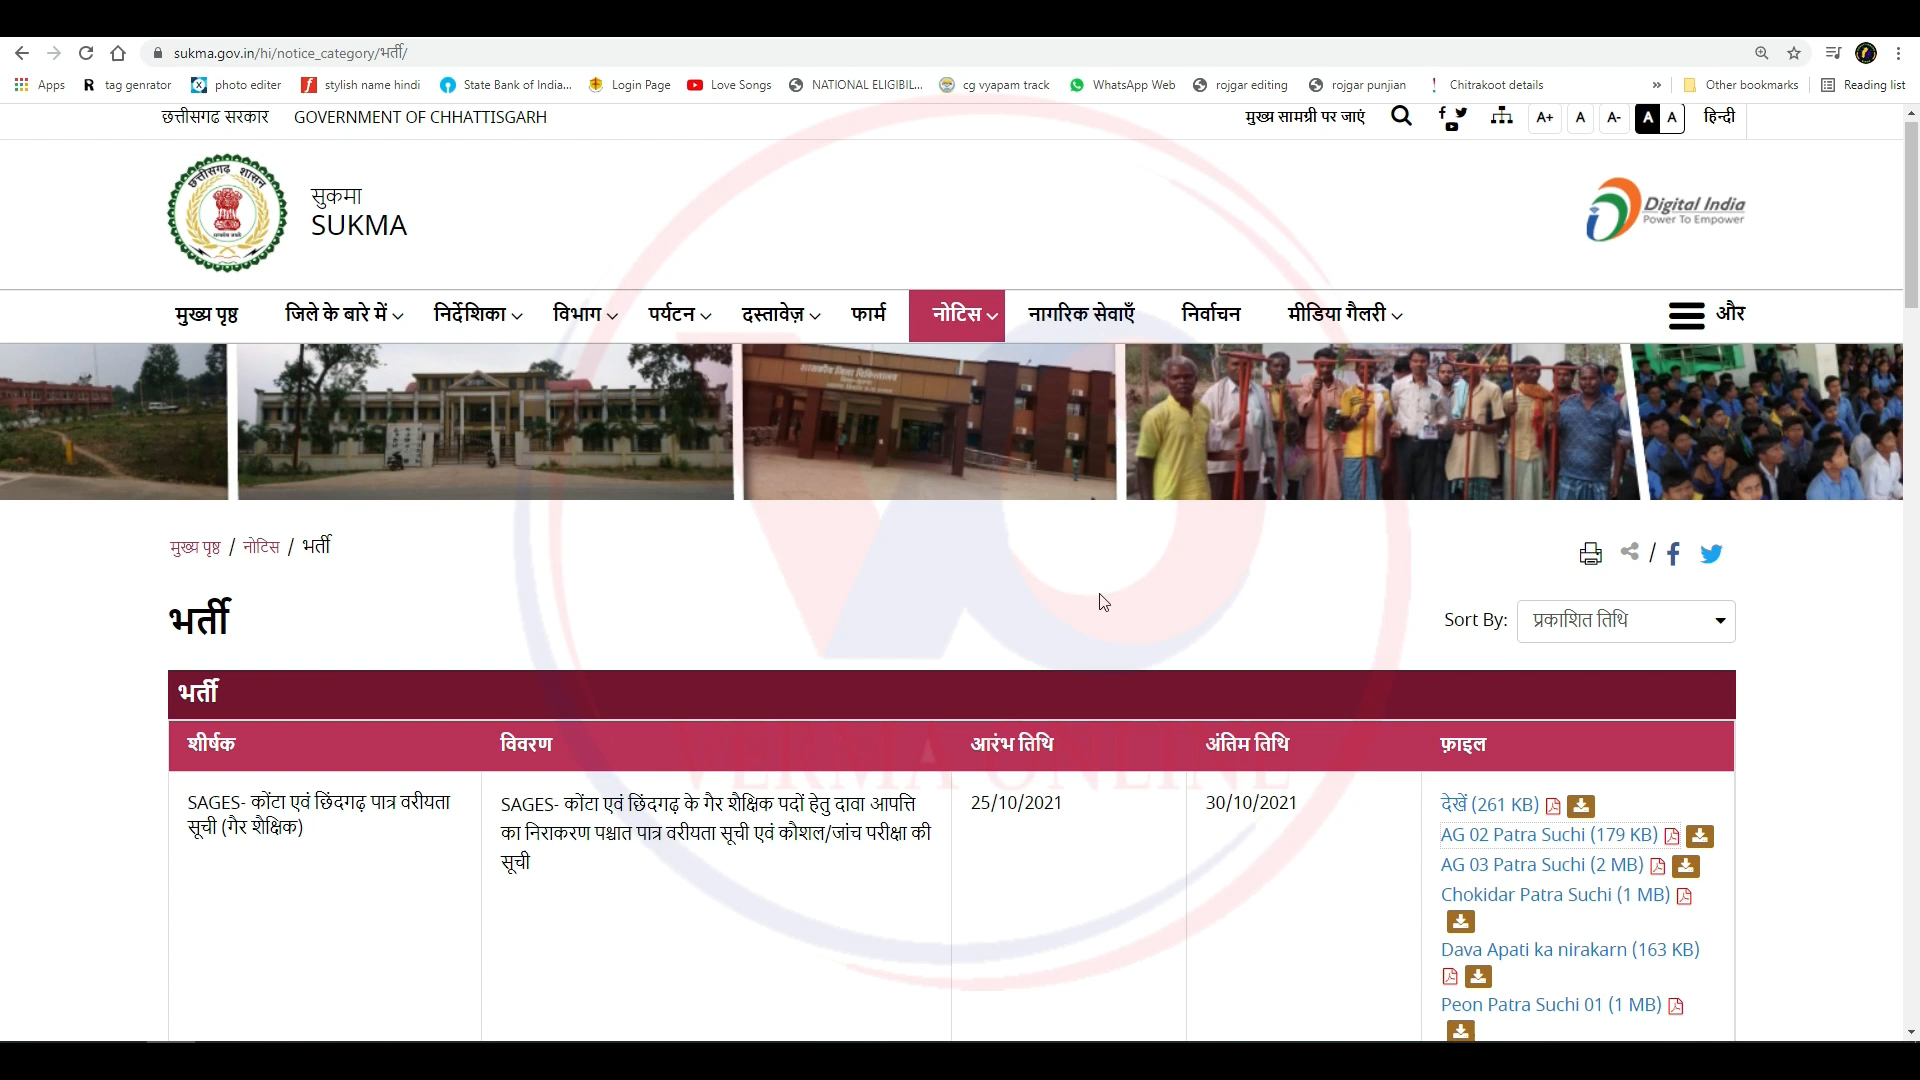 sukma.gov.in/hi/notice_category/भर्ती/
Apps tag genrator photo editer stylish name hindi State Bank of India... Login Page Love Songs NATIONAL ELIGIBIL... cg vyapam track WhatsApp Web rojgar editing rojgar punjian Chitrakoot details » Other bookmarks Reading list
छत्तीसगढ सरकार GOVERNMENT OF CHHATTISGARH मुख्य सामग्री पर जाएं A+ A A- A A हिन्दी
छत्तीसगढ़ शासन
सुकमा
SUKMA
Digital India
Power To Empower
मुख्य पृष्ठ जिले के बारे में निर्देशिका विभाग पर्यटन दस्तावेज़ फार्म नोटिस नागरिक सेवाएँ निर्वाचन मीडिया गैलरी और
मुख्य पृष्ठ / नोटिस / भर्ती
भर्ती
Sort By: प्रकाशित तिथि
भर्ती
शीर्षक विवरण आरंभ तिथि अंतिम तिथि फ़ाइल
VERMA ONLINE
SAGES- कोंटा एवं छिंदगढ़ पात्र वरीयता
सूची (गैर शैक्षिक)
SAGES- कोंटा एवं छिंदगढ़ के गैर शैक्षिक पदों हेतु दावा आपत्ति
का निराकरण पश्चात पात्र वरीयता सूची एवं कौशल/जांच परीक्षा की
सूची
25/10/2021
30/10/2021
देखें (261 KB)
AG 02 Patra Suchi (179 KB)
AG 03 Patra Suchi (2 MB)
Chokidar Patra Suchi (1 MB)
Dava Apati ka nirakarn (163 KB)
Peon Patra Suchi 01 (1 MB)